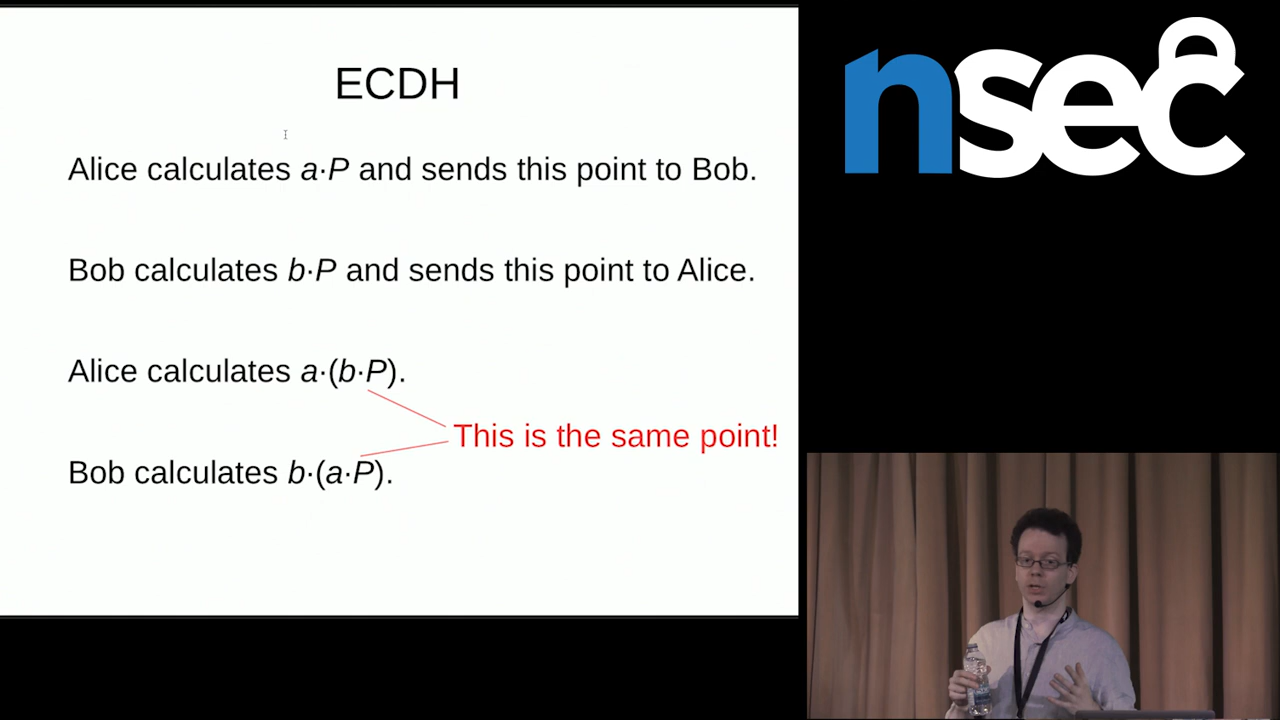 ECDH
Alice calculates a·P and sends this point to Bob.
Bob calculates b·P and sends this point to Alice.
Alice calculates a·(b·P).
This is the same point!
Bob calculates b·(a·P).
nsec